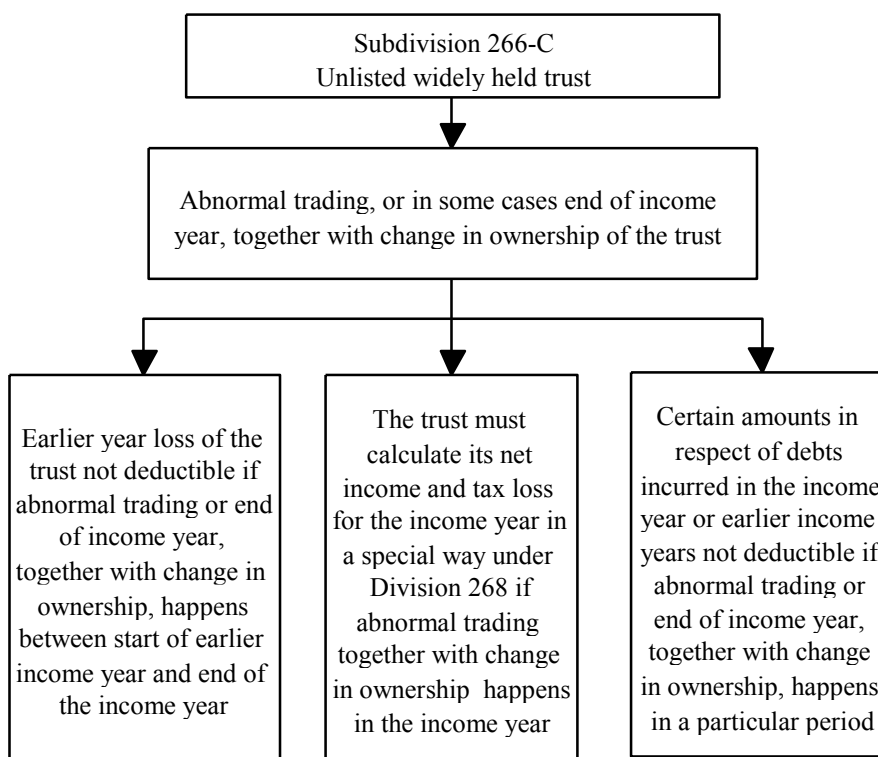 Subdivision 266-C
Unlisted widely held trust
Abnormal trading, or in some cases end of income
year, together with change in ownership of the trust
Earlier year loss of the
trust not deductible if
abnormal trading or end
of income year,
together with change in
ownership, happens
between start of earlier
income year and end of
the income year
The trust must
calculate its net
income and tax loss
for the income year in
a special way under
Division 268 if
abnormal trading
together with change
in ownership happens
in the income year
Certain amounts in
respect of debts
incurred in the income
year or earlier income
years not deductible if
abnormal trading or
end of income year,
together with change
in ownership, happens
in a particular period